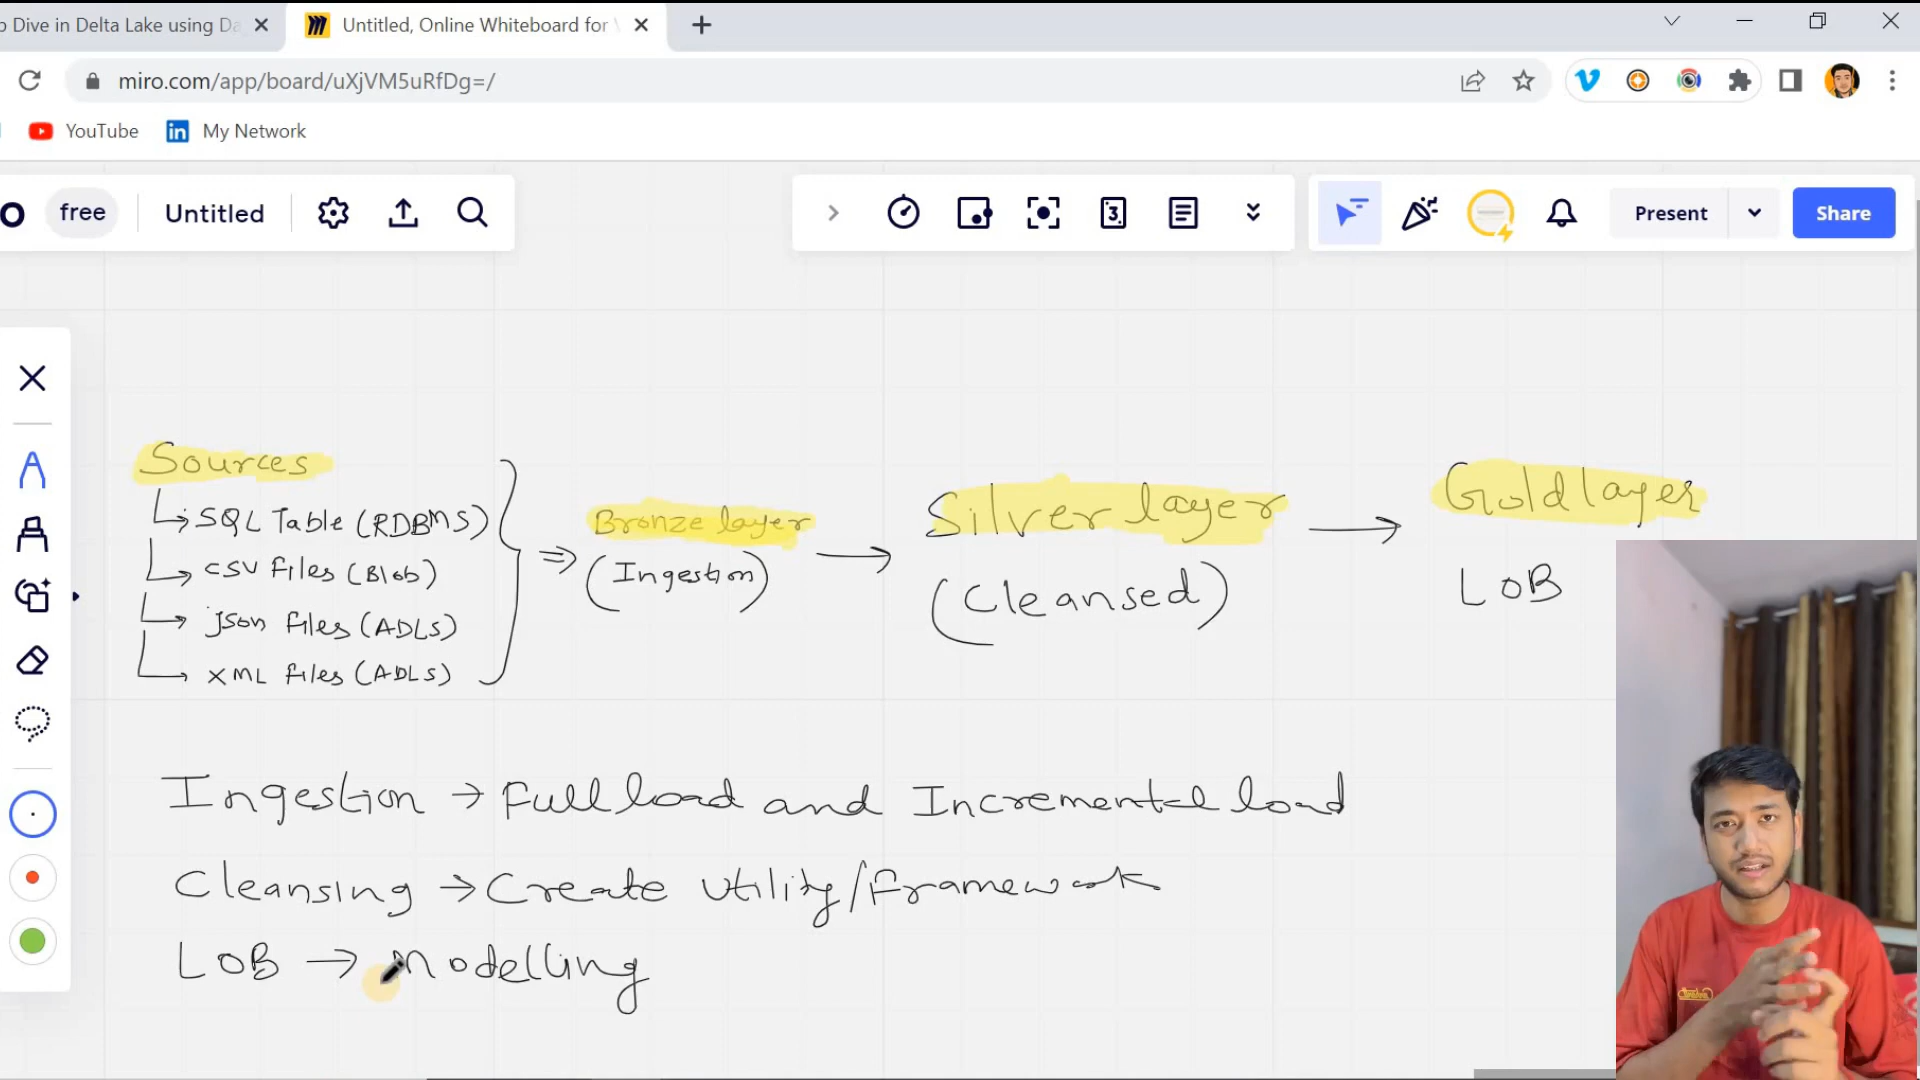 p Dive in Delta Lake using Da
Untitled, Online Whiteboard for
miro.com/app/board/uXjVM5uRfDg=/
YouTube
My Network
o
free
Untitled
3
Present
Share
Sources
SQL Table (RDBMS)
CSV files (Blob)
json files (ADLS)
XML files (ADLS)
Bronze layer
(Ingestion)
Silver layer
(Cleansed)
Gold layer
LOB
Ingestion → Full load and Incremental load
Cleansing → Create utility/framework
LOB → Modelling